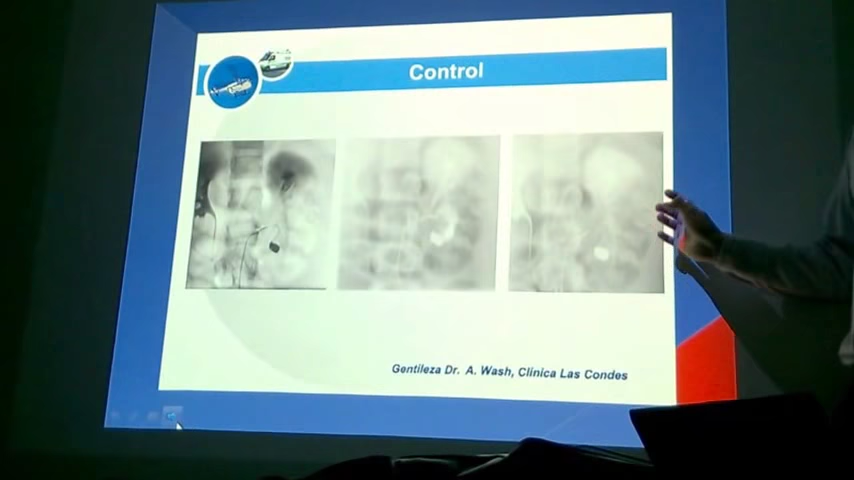 Control
Gentileza Dr. A. Wash, Clínica Las Condes